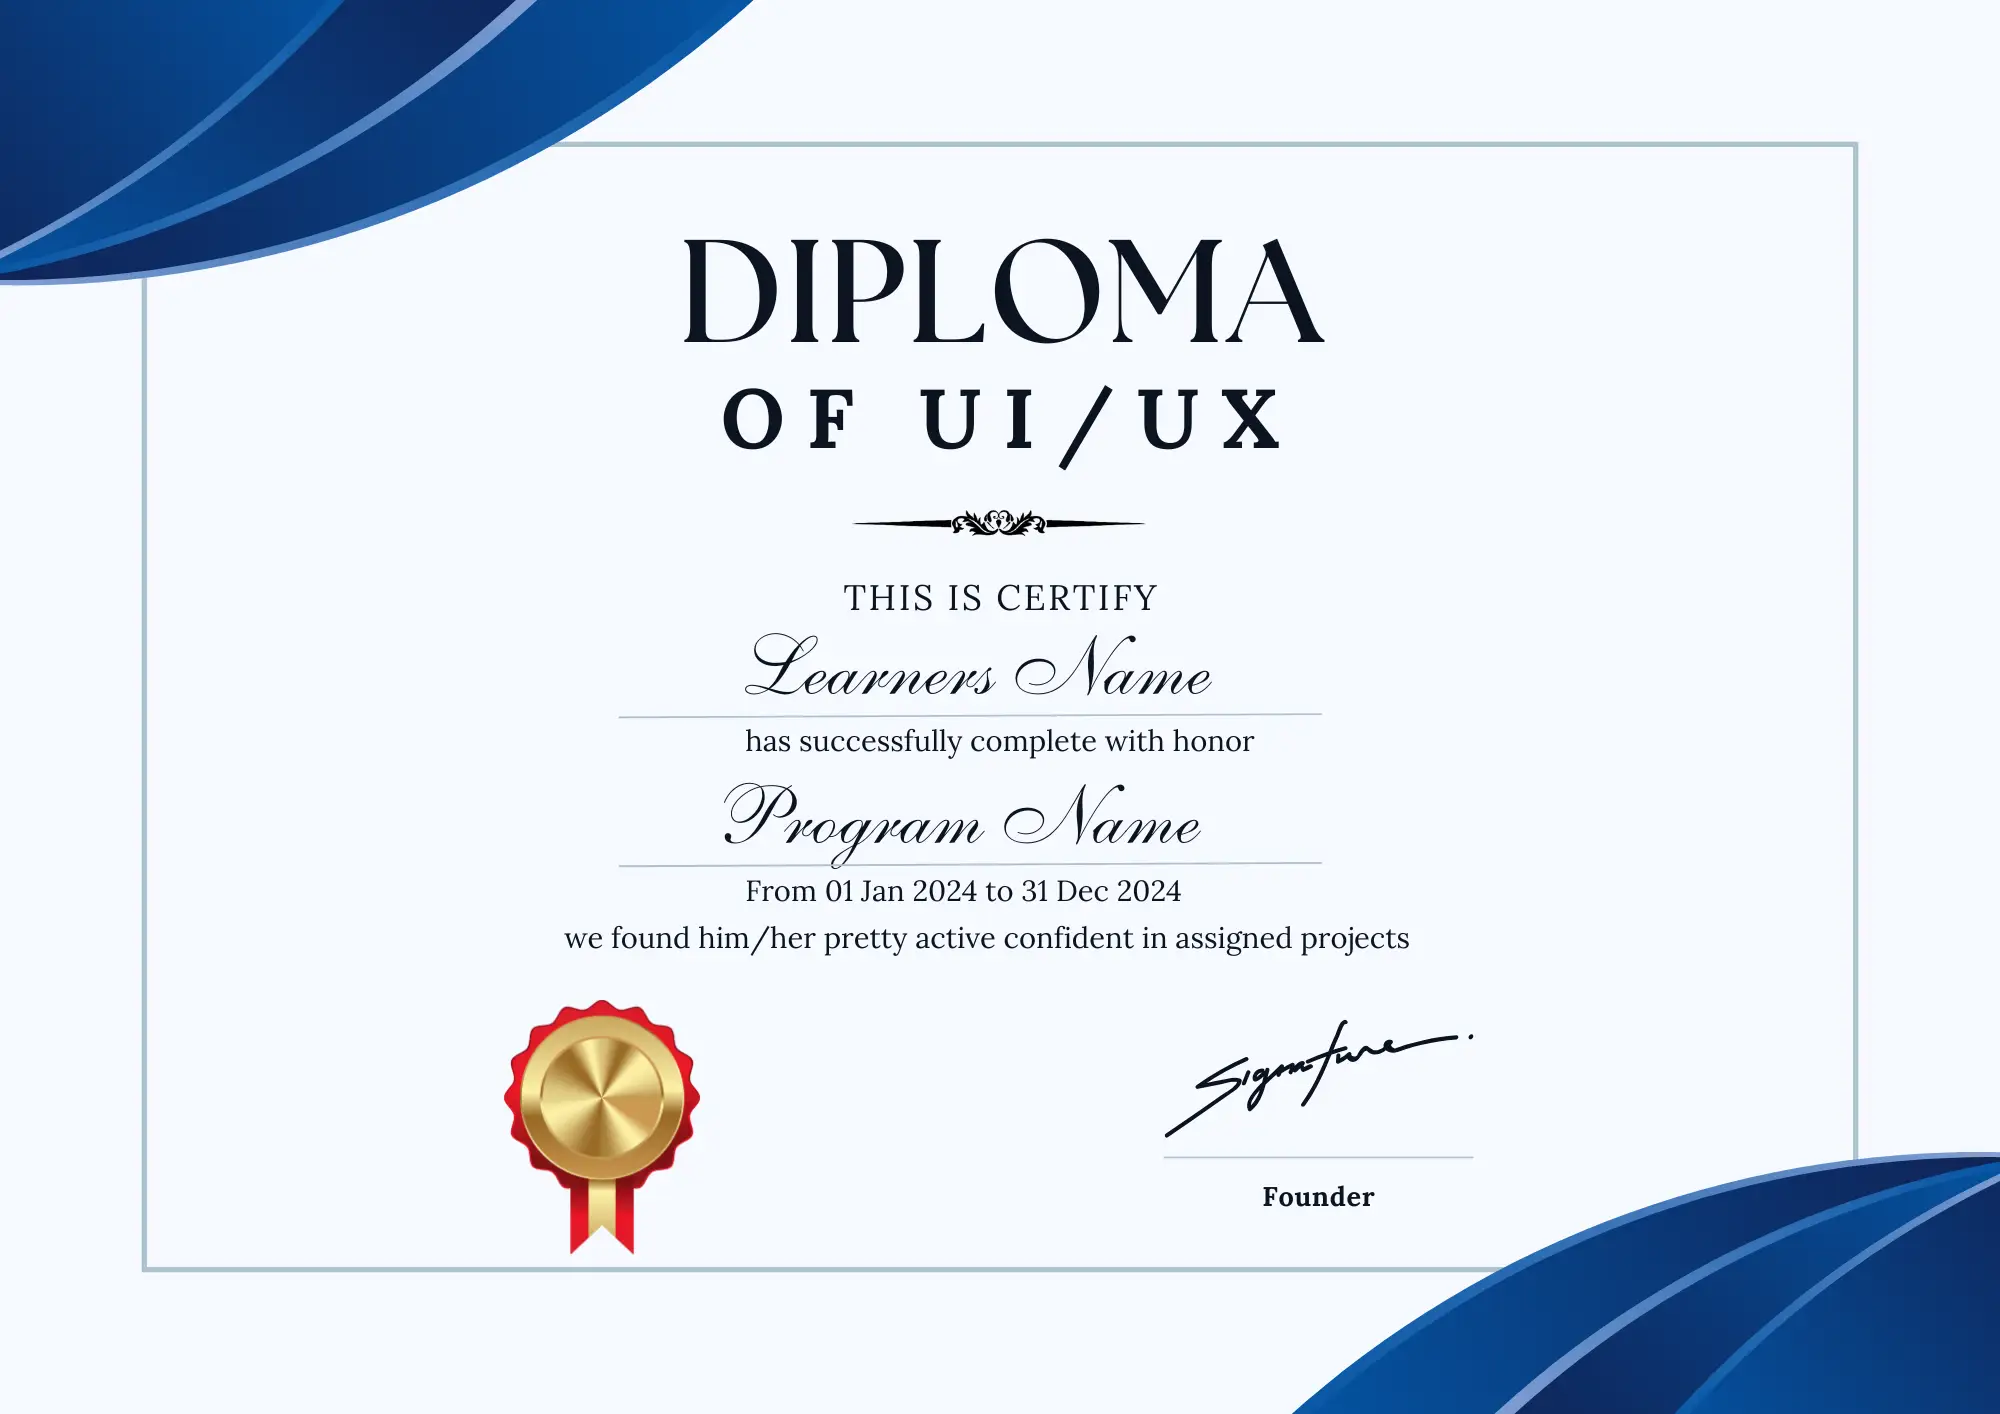 DIPLOMA
OF UI/UX
THIS IS CERTIFY
Learners Name
has successfully complete with honor
Program Name
From 01 Jan 2024 to 31 Dec 2024
we found him/her pretty active confident in assigned projects
Signature
Founder